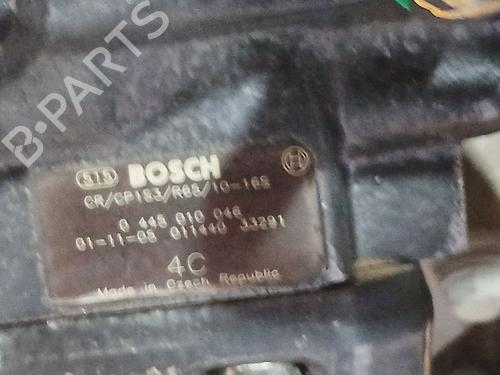 B-PARTS
515 BOSCH
CR/CP1S3/R65/10-16S
0 445 010 046
01-11-08 011440 33291
4C
Made in Czech Republic